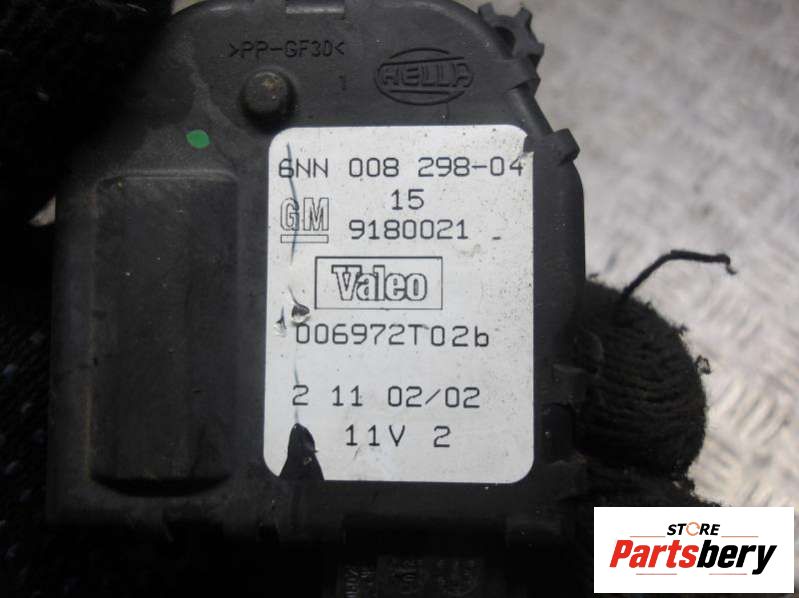 >PP-GF30<
1
HELLA
6NN 008 298-04
15
GM
9180021
Valeo
006972T02b
2 11 02/02
11V 2
STORE
Partsbery